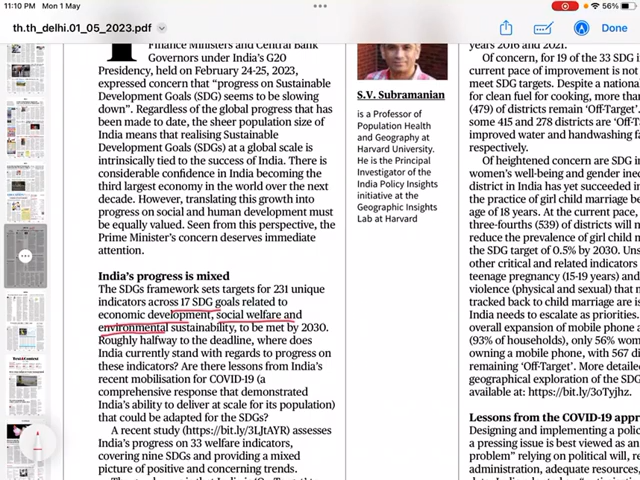 11:10 PM Mon 1 May
56%
th.th_delhi.01_05_2023.pdf
Done
Finance Ministers and Central Bank
Governors under India's G20
Presidency, held on February 24-25, 2023,
expressed concern that "progress on Sustainable
Development Goals (SDG) seems to be slowing
down". Regardless of the global progress that has
been made to date, the sheer population size of
India means that realising Sustainable
Development Goals (SDGs) at a global scale is
intrinsically tied to the success of India. There is
considerable confidence in India becoming the
third largest economy in the world over the next
decade. However, translating this growth into
progress on social and human development must
be equally valued. Seen from this perspective, the
Prime Minister's concern deserves immediate
attention.
India's progress is mixed
The SDGs framework sets targets for 231 unique
indicators across 17 SDG goals related to
economic development, social welfare and
environmental sustainability, to be met by 2030.
Roughly halfway to the deadline, where does
India currently stand with regards to progress on
these indicators? Are there lessons from India's
recent mobilisation for COVID-19 (a
comprehensive response that demonstrated
India's ability to deliver at scale for its population)
that could be adapted for the SDGs?
A recent study (https://bit.ly/3LJtAYR) assesses
India's progress on 33 welfare indicators,
covering nine SDGs and providing a mixed
picture of positive and concerning trends.
S.V. Subramanian
is a Professor of
Population Health
and Geography at
Harvard University.
He is the Principal
Investigator of the
India Policy Insights
initiative at the
Geographic Insights
Lab at Harvard
years 2016 and 2021.
Of concern, for 19 of the 33 SDG i
current pace of improvement is not
meet SDG targets. Despite a national
for clean fuel for cooking, more tha
(479) of districts remain 'Off-Target'.
some 415 and 278 districts are 'Off-Ta
improved water and handwashing fa
respectively.
Of heightened concern are SDG i
women's well-being and gender ineq
district in India has yet succeeded i
the practice of girl child marriage be
age of 18 years. At the current pace,
three-fourths (539) of districts will n
reduce the prevalence of girl child m
the SDG target of 0.5% by 2030. Uns
other critical and related indicators
teenage pregnancy (15-19 years) and
violence (physical and sexual) that m
tracked back to child marriage are is
India needs to escalate as priorities.
overall expansion of mobile phone a
(93% of households), only 56% wom
owning a mobile phone, with 567 di
remaining 'Off-Target'. More detailed
geographical exploration of the SDG
available at: https://bit.ly/3oTyjhz.
Lessons from the COVID-19 appr
Designing and implementing a polic
a pressing issue is best viewed as an
problem" relying on political will, re
administration, adequate resources,